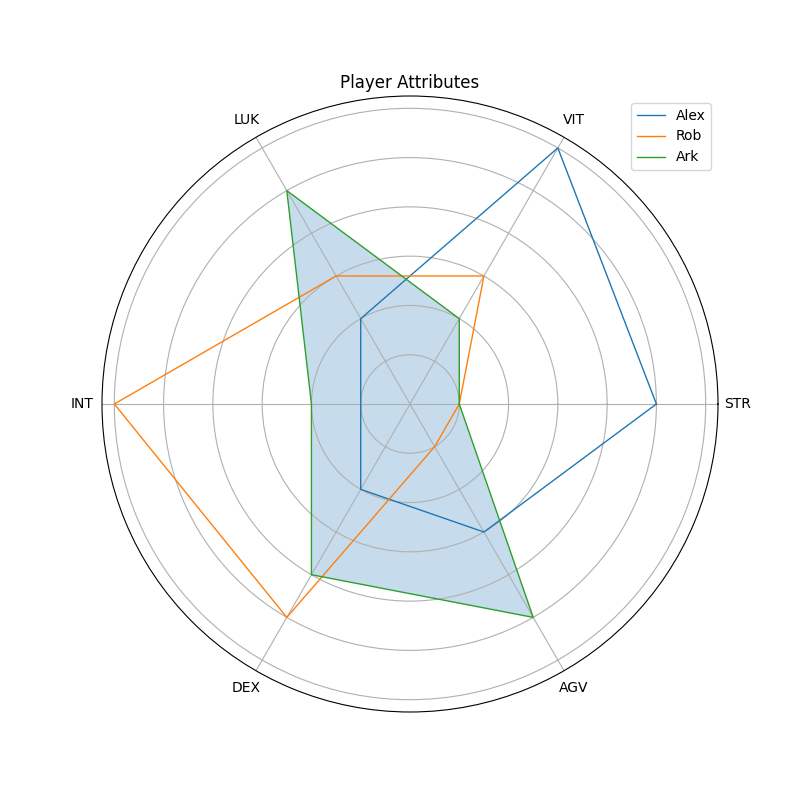 Player Attributes
LUK
VIT
Alex
Rob
Ark
INT
STR
DEX
AGV